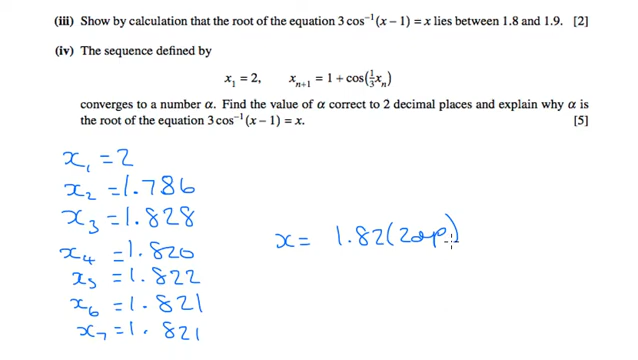 (iii) Show by calculation that the root of the equation 3 cos⁻¹(x − 1) = x lies between 1.8 and 1.9. [2]
(iv) The sequence defined by
x₁ = 2, xₙ₊₁ = 1 + cos(⅓xₙ)
converges to a number α. Find the value of α correct to 2 decimal places and explain why α is
the root of the equation 3 cos⁻¹(x − 1) = x. [5]
x₁ = 2
x₂ = 1.786
x₃ = 1.828
x₄ = 1.820
x₅ = 1.822
x₆ = 1.821
x₇ = 1.821
x = 1.82 (2dp)